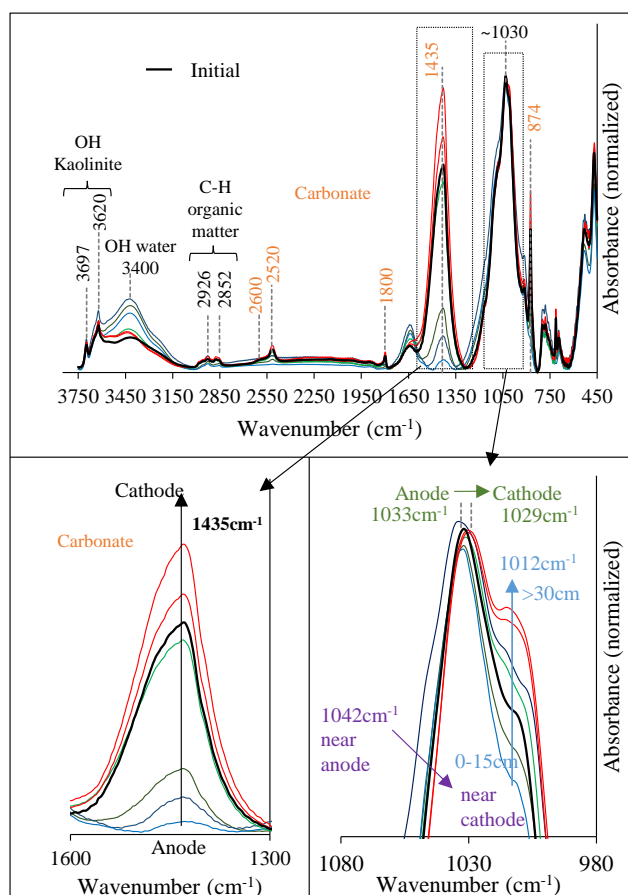 ~1030
1435
874
Initial
OH
Kaolinite
3697
3620
OH water
3400
C-H
organic
matter
2926
2852
Carbonate
2600
2520
1800
Absorbance (normalized)
3750 3450 3150 2850 2550 2250 1950 1650 1350 1050 750 450
Wavenumber (cm-1)
Cathode
1435cm-1
Carbonate
Anode
1600 1300
Wavenumber (cm-1)
Anode Cathode
1033cm-1 1029cm-1
1012cm-1
>30cm
1042cm-1
near
anode
0-15cm
near
cathode
Absorbance (normalized)
1080 1030 980
Wavenumber (cm-1)